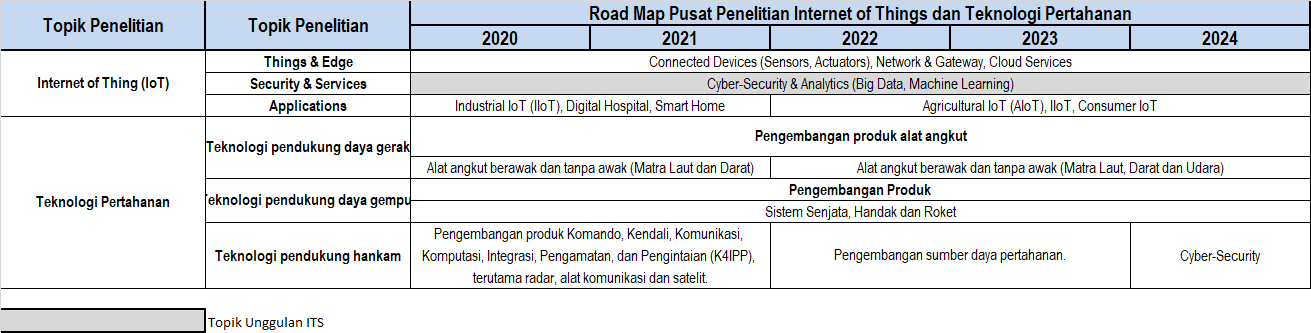 Topik Penelitian
Topik Penelitian
Road Map Pusat Penelitian Internet of Things dan Teknologi Pertahanan
2020
2021
2022
2023
2024
Internet of Thing (IoT)
Things & Edge
Connected Devices (Sensors, Actuators), Network & Gateway, Cloud Services
Security & Services
Cyber-Security & Analytics (Big Data, Machine Learning)
Applications
Industrial IoT (IIoT), Digital Hospital, Smart Home
Agricultural IoT (AIoT), IIoT, Consumer IoT
Teknologi Pertahanan
Teknologi pendukung daya gerak
Pengembangan produk alat angkut
Alat angkut berawak dan tanpa awak (Matra Laut dan Darat)
Alat angkut berawak dan tanpa awak (Matra Laut, Darat dan Udara)
Teknologi pendukung daya gempu
Pengembangan Produk
Sistem Senjata, Handak dan Roket
Teknologi pendukung hankam
Pengembangan produk Komando, Kendali, Komunikasi,
Komputasi, Integrasi, Pengamatan, dan Pengintaian (K4IPP),
terutama radar, alat komunikasi dan satelit.
Pengembangan sumber daya pertahanan.
Cyber-Security
Topik Unggulan ITS